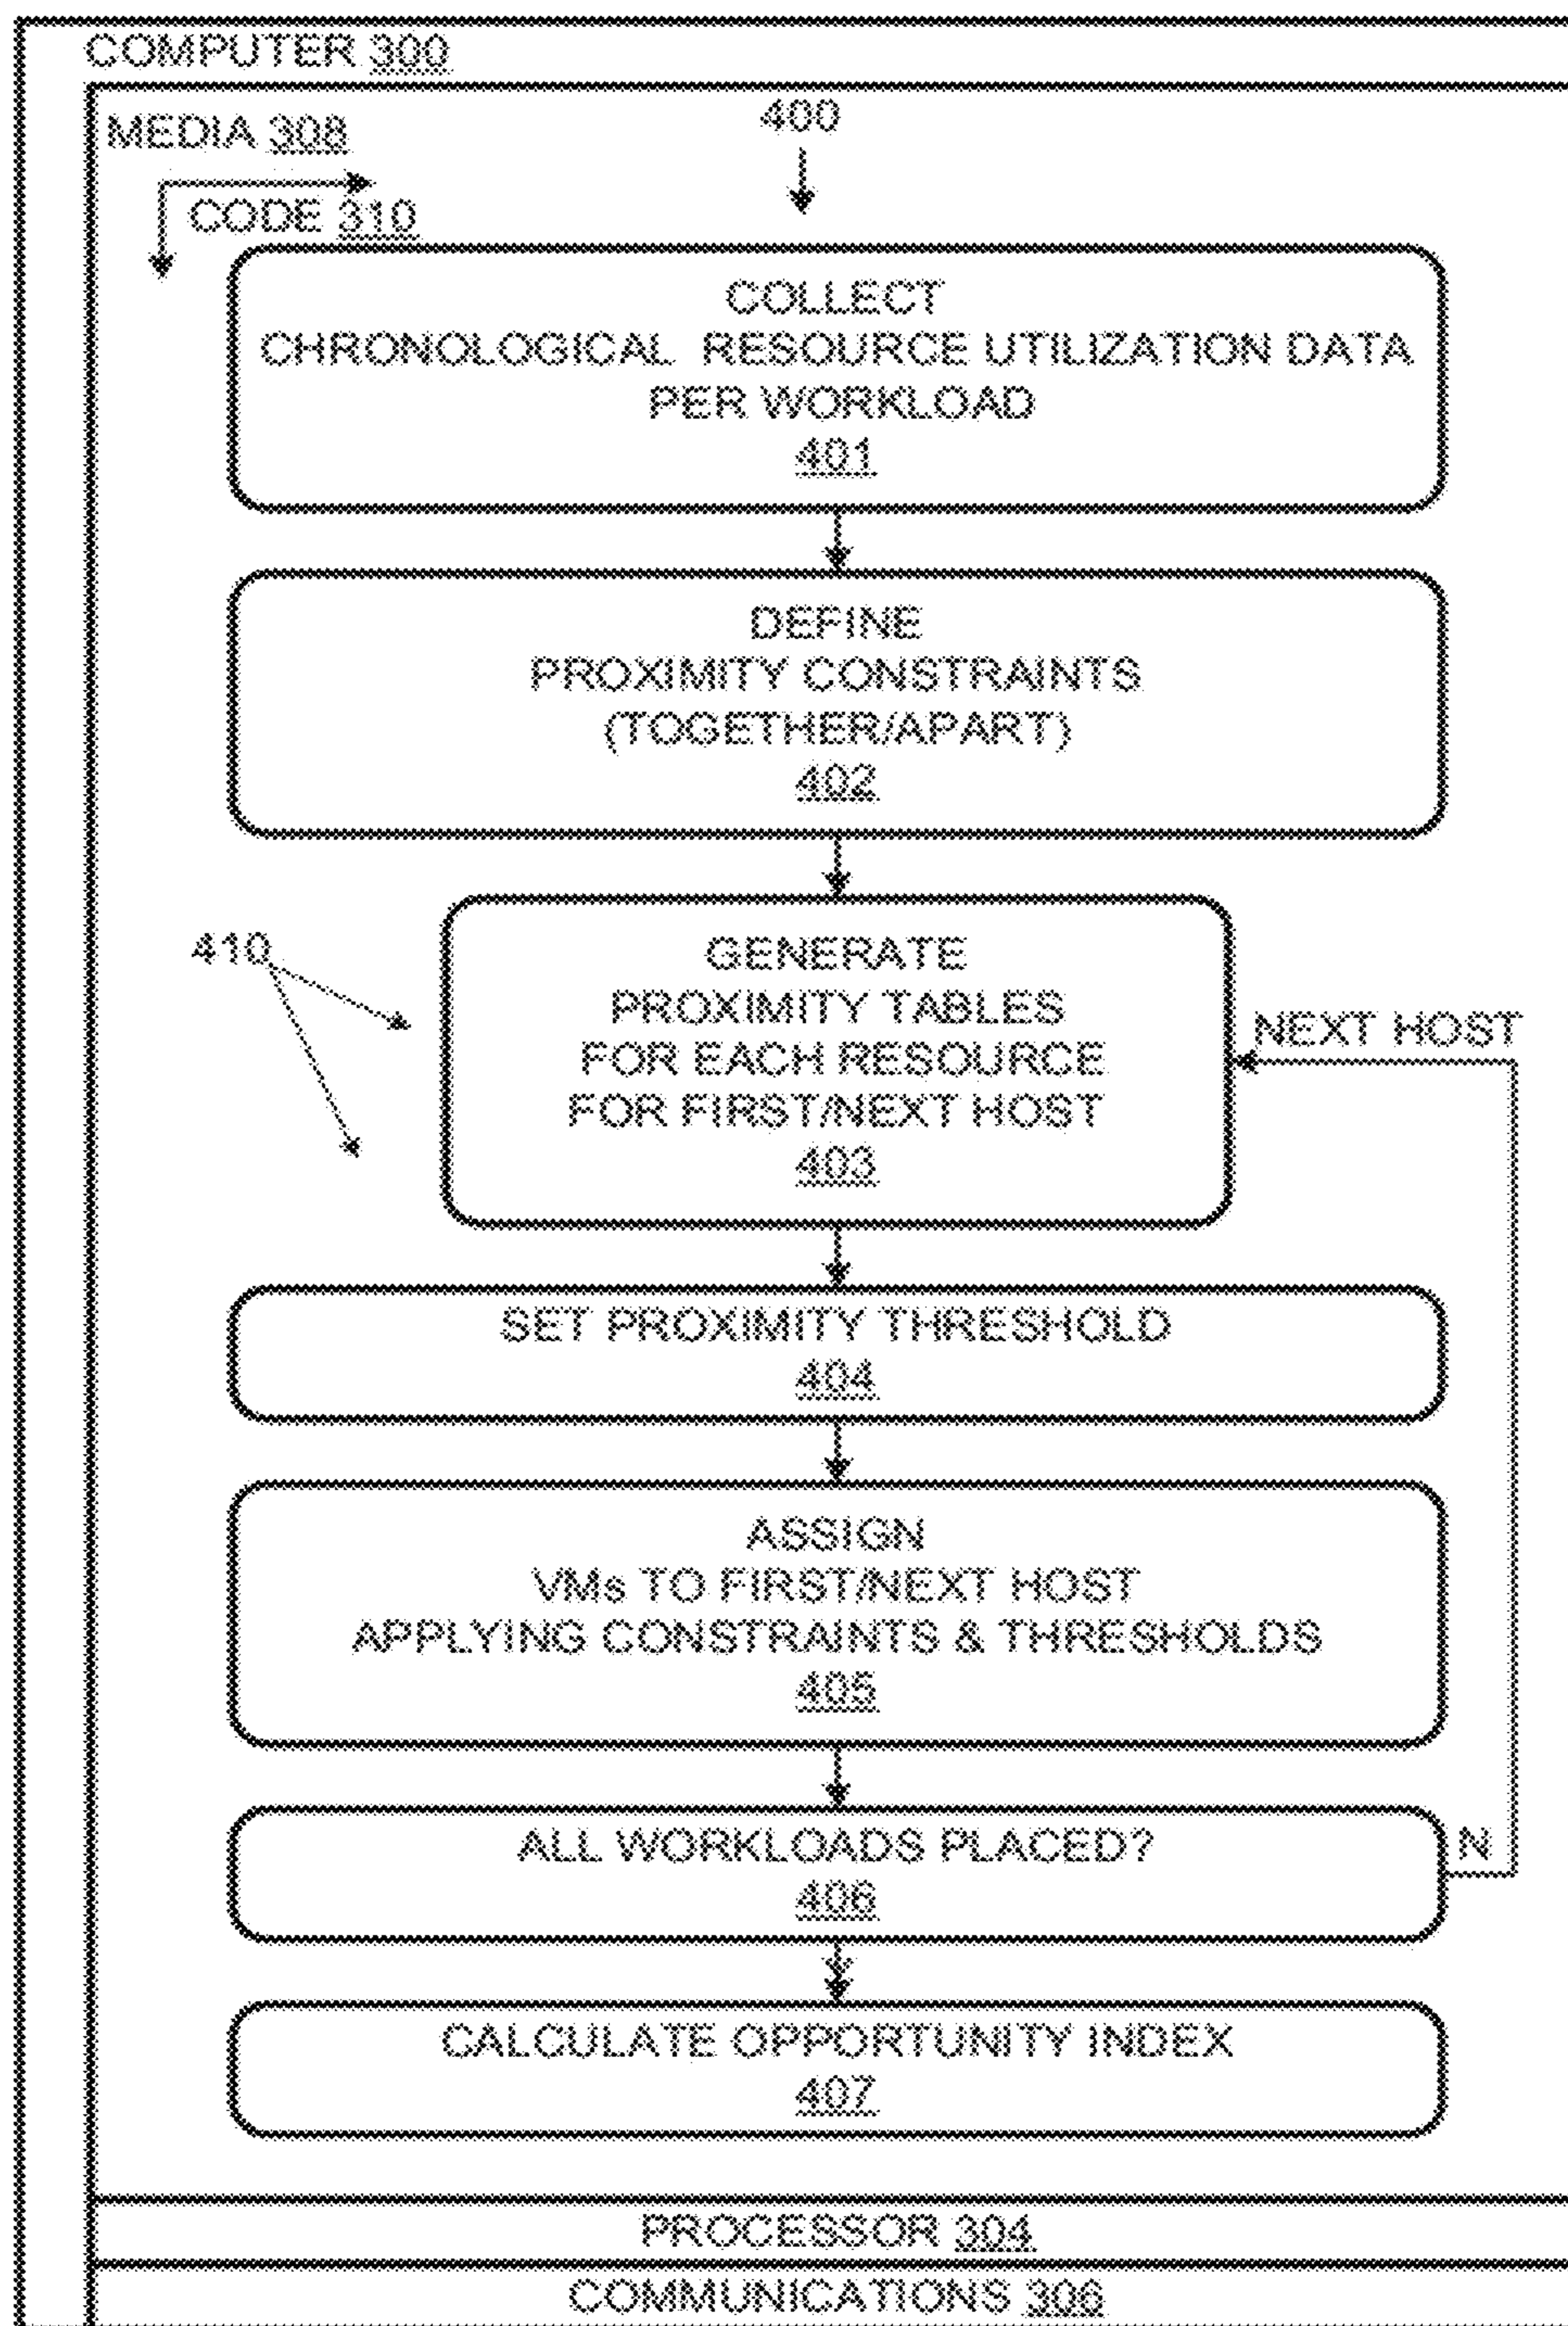 COMPUTER 300
MEDIA 308
400
CODE 310
COLLECT
CHRONOLOGICAL RESOURCE UTILIZATION DATA
PER WORKLOAD
401
DEFINE
PROXIMITY CONSTRAINTS
(TOGETHER/APART)
402
410
GENERATE
PROXIMITY TABLES
FOR EACH RESOURCE
FOR FIRST/NEXT HOST
403
NEXT HOST
SET PROXIMITY THRESHOLD
404
ASSIGN
VMs TO FIRST/NEXT HOST
APPLYING CONSTRAINTS & THRESHOLDS
405
ALL WORKLOADS PLACED?
406
N
CALCULATE OPPORTUNITY INDEX
407
PROCESSOR 304
COMMUNICATIONS 306